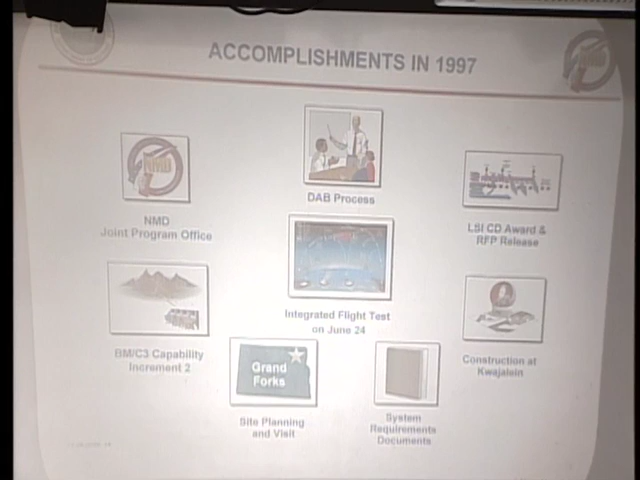 ACCOMPLISHMENTS IN 1997
NMD
DAB Process
NMD
Joint Program Office
LSI CD Award &
RFP Release
Integrated Flight Test
on June 24
BM/C3 Capability
Increment 2
Construction at
Kwajalein
Grand
Forks
Site Planning
and Visit
System
Requirements
Documents